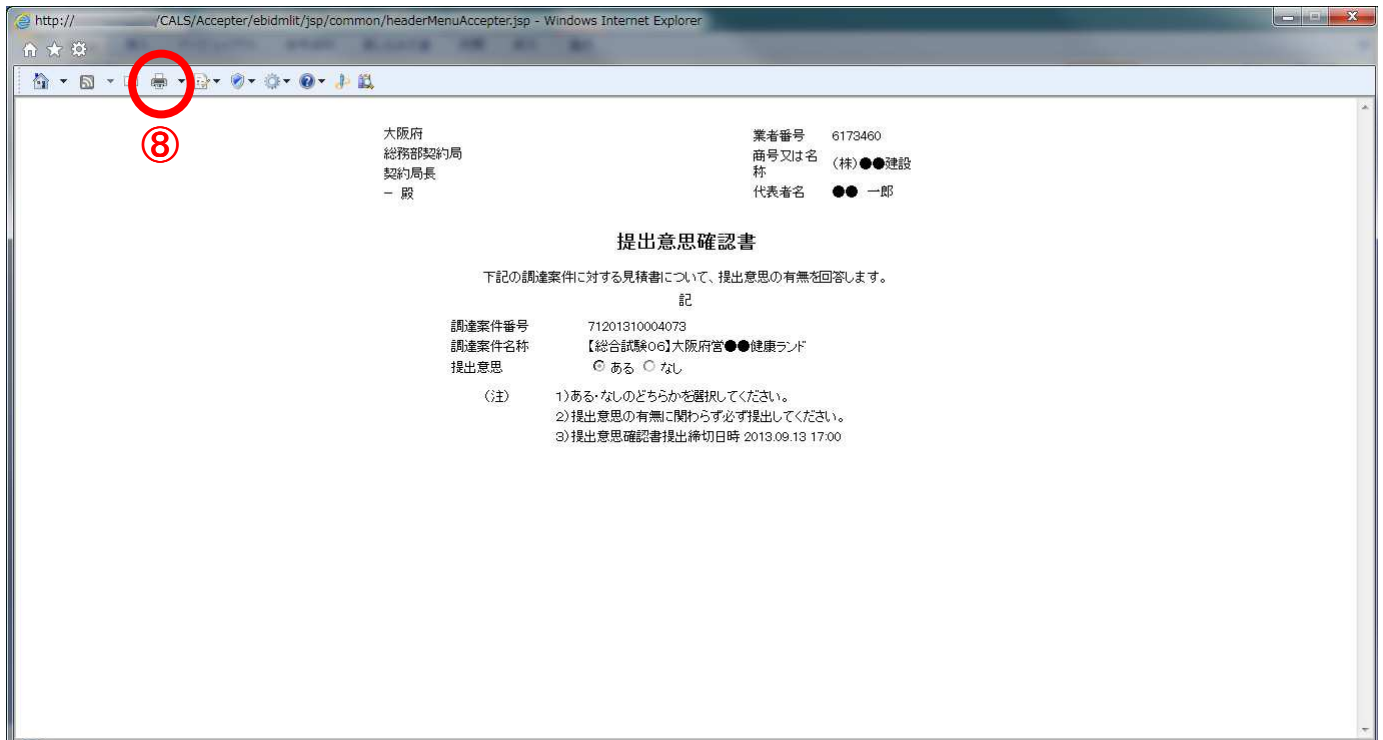 http:// /CALS/Accepter/ebidmlit/jsp/common/headerMenuAccepter.jsp - Windows Internet Explorer
⑧
大阪府
総務部契約局
契約局長
－ 殿
業者番号 6173460
商号又は名称 (株)●●建設
代表者名 ●● 一郎
提出意思確認書
下記の調達案件に対する見積書について、提出意思の有無を回答します。
記
調達案件番号 71201310004073
調達案件名称 【総合試験06】大阪府営●●健康ランド
提出意思 ある なし
(注) 1)ある・なしのどちらかを選択してください。
2)提出意思の有無に関わらず必ず提出してください。
3)提出意思確認書提出締切日時 2013.09.13 17:00